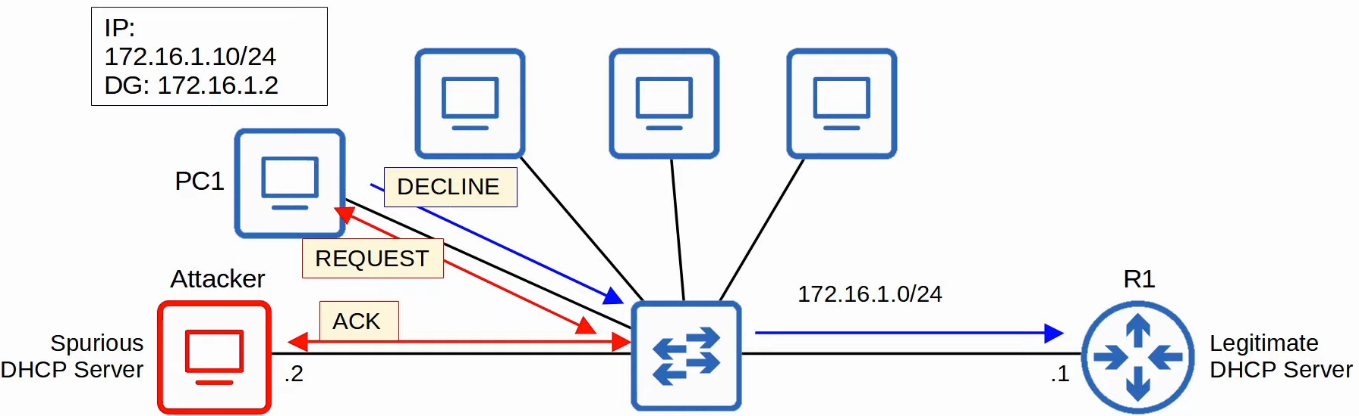 IP:
172.16.1.10/24
DG: 172.16.1.2
PC1
DECLINE
REQUEST
Attacker
ACK
Spurious
DHCP Server
.2
172.16.1.0/24
R1
.1
Legitimate
DHCP Server